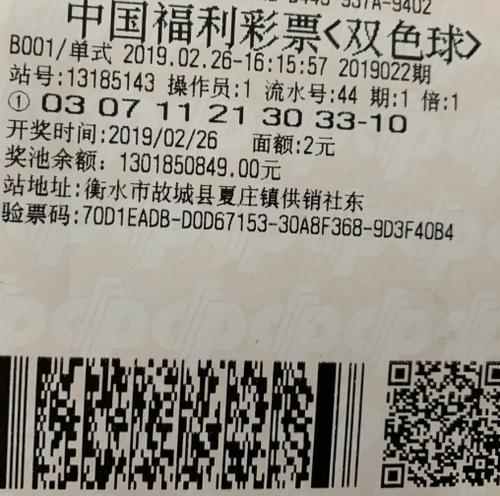 中国福利彩票<双色球>
B001/单式 2019.02.26-16:15:57 2019022期
站号:13185143 操作员:1 流水号:44 期:1 倍:1
① 03 07 11 21 30 33-10
开奖时间:2019/02/26 面额:2元
奖池余额: 1301850849.00元
站地址:衡水市故城县夏庄镇供销社东
验票码:70D1EADB-D0D67153-30A8F368-9D3F40B4